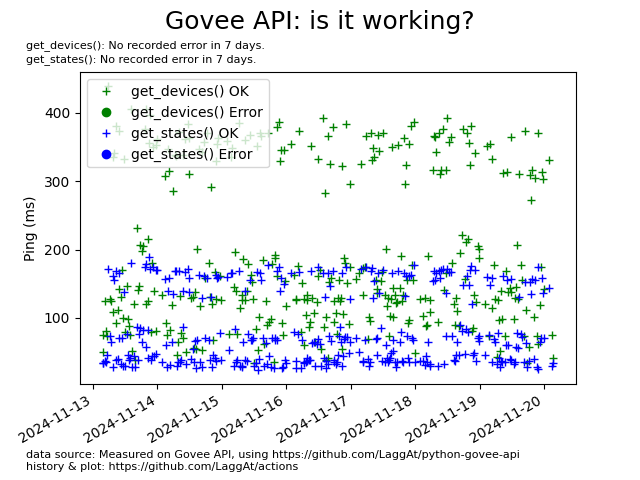 Govee API: is it working?
get_devices(): No recorded error in 7 days.
get_states(): No recorded error in 7 days.
get_devices() OK
get_devices() Error
get_states() OK
get_states() Error
Ping (ms)
400
300
200
100
2024-11-13
2024-11-14
2024-11-15
2024-11-16
2024-11-17
2024-11-18
2024-11-19
2024-11-20
data source: Measured on Govee API, using https://github.com/LaggAt/python-govee-api
history & plot: https://github.com/LaggAt/actions